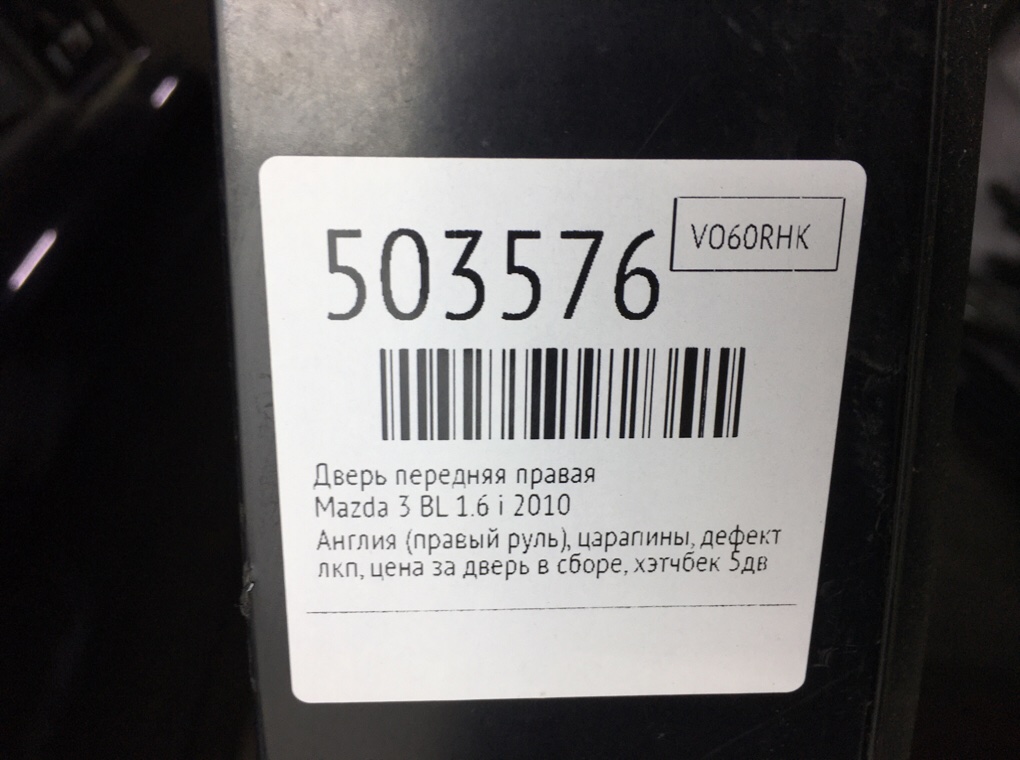 503576
VO60RHK
Дверь передняя правая
Mazda 3 BL 1.6 i 2010
Англия (правый руль), царапины, дефект
лкп, цена за дверь в сборе, хэтчбек 5дв